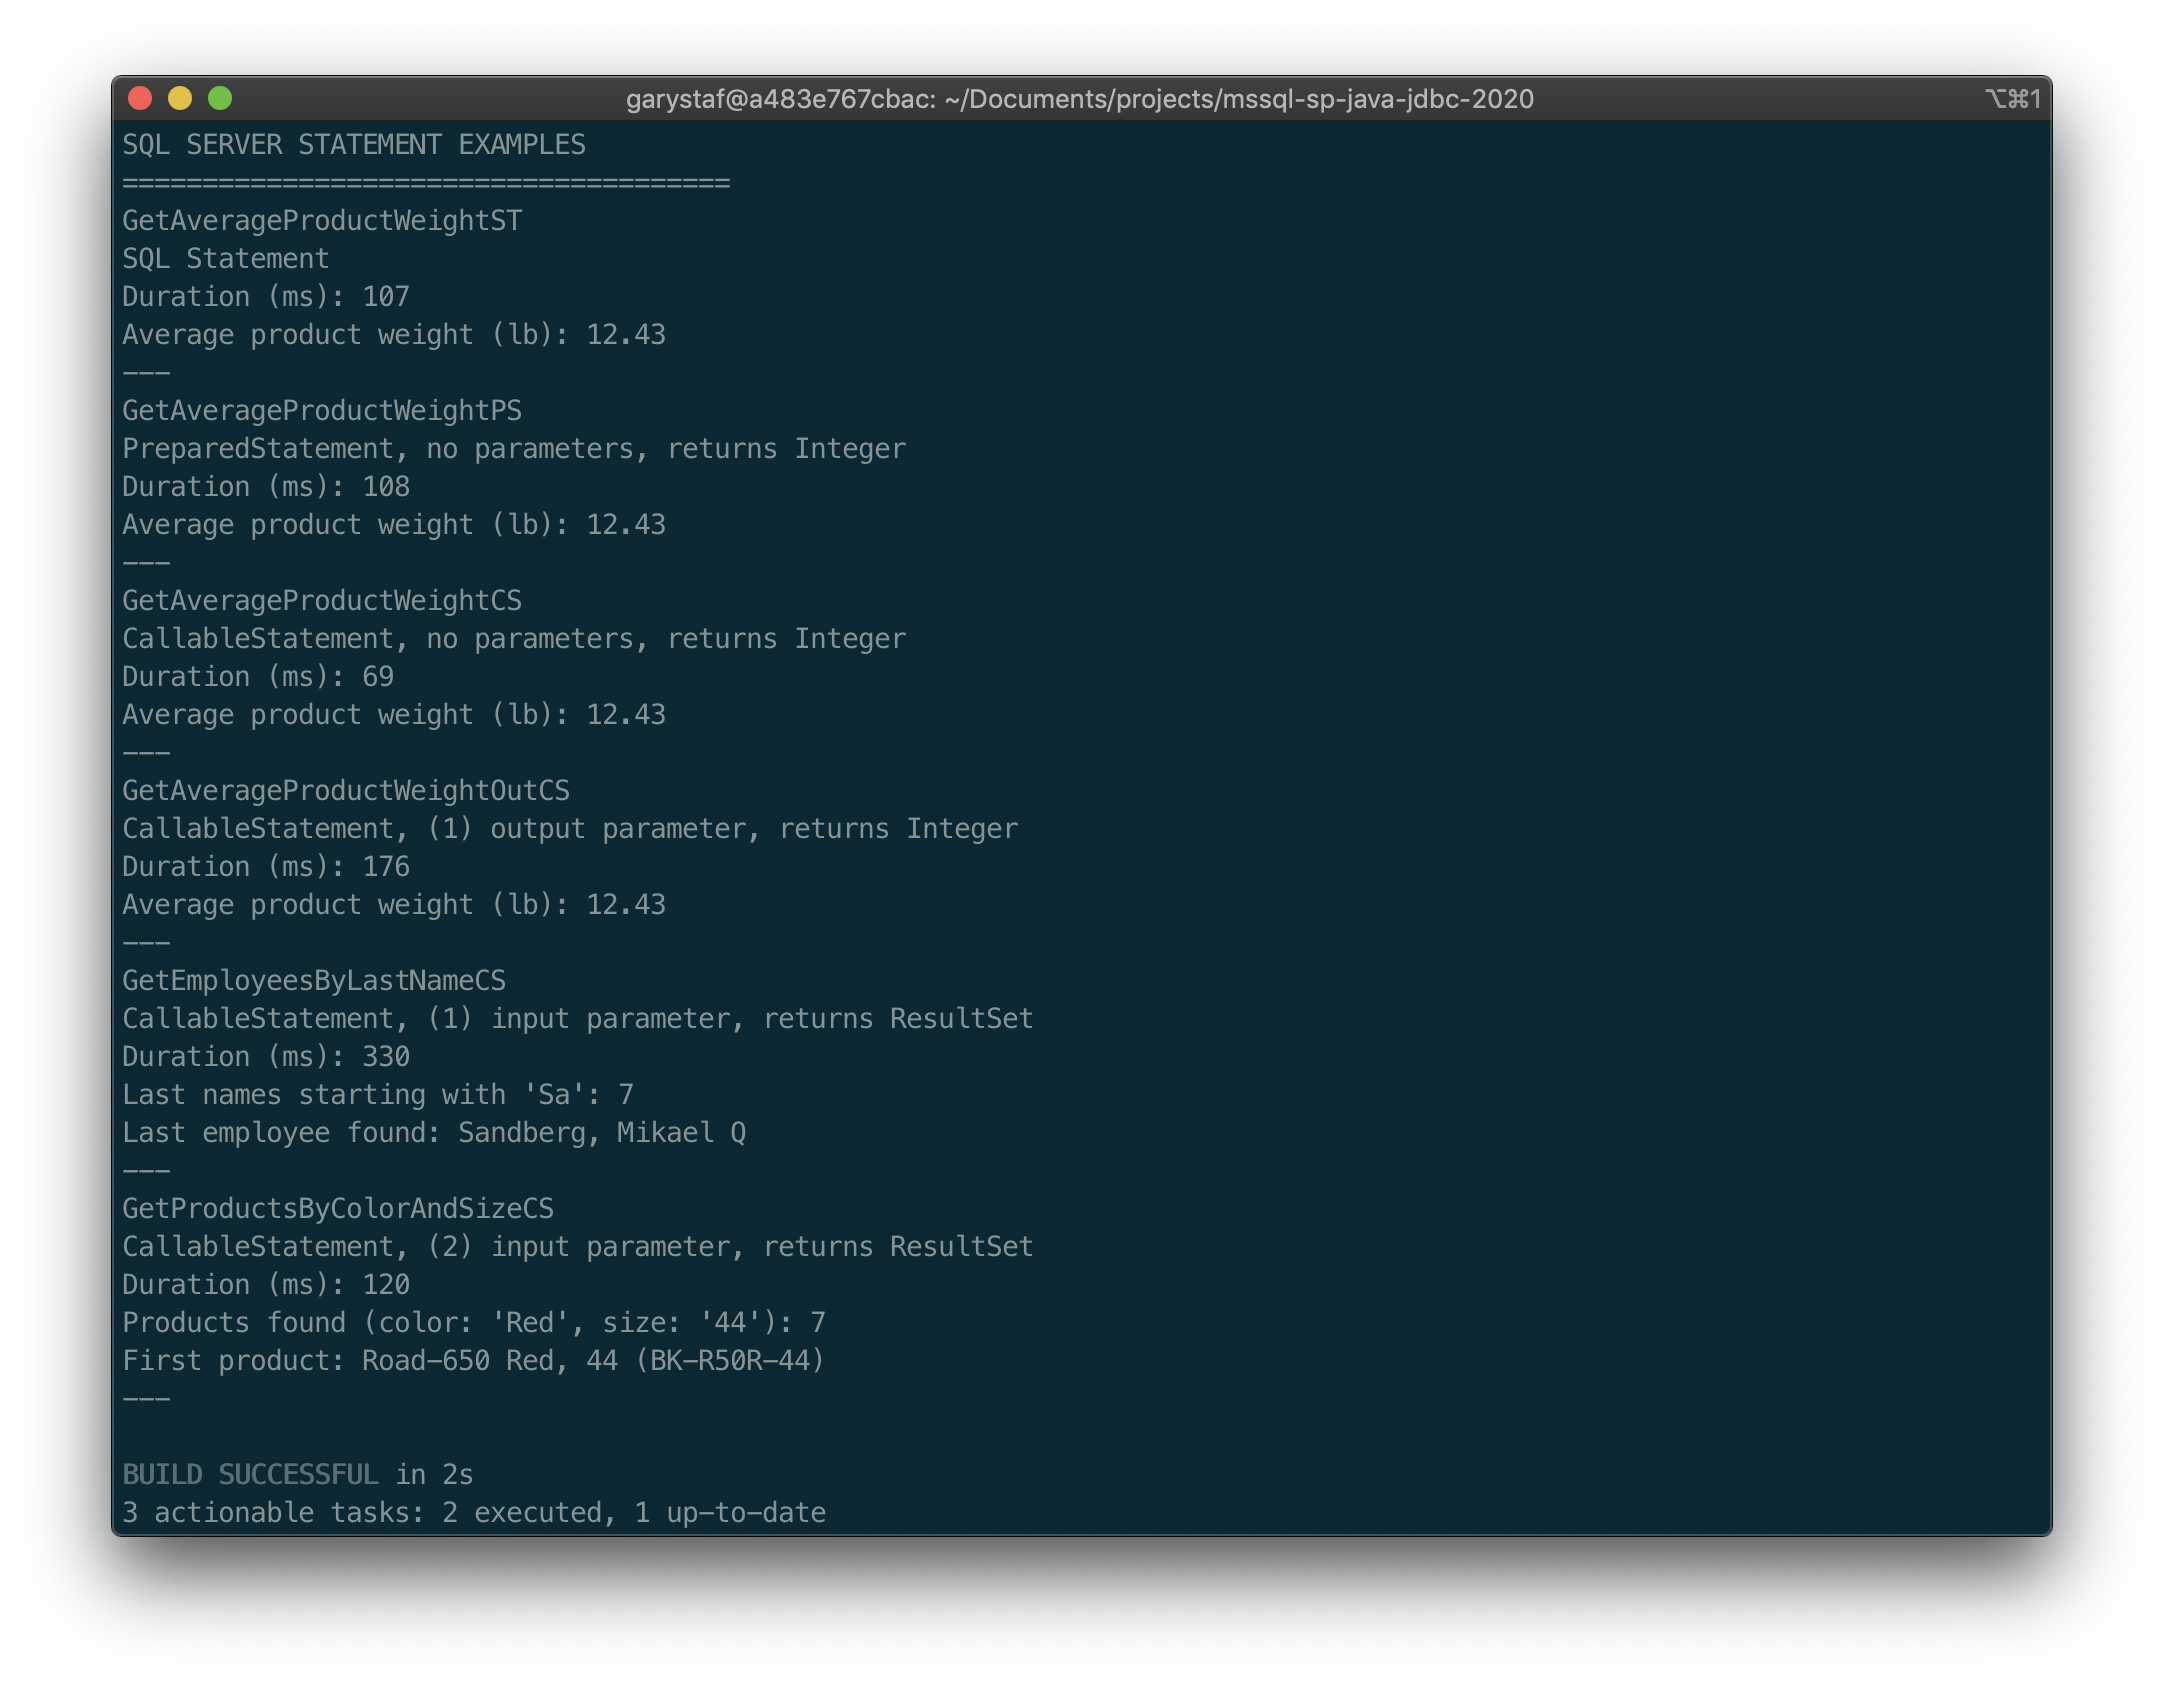 garystaf@a483e767cbac: ~/Documents/projects/mssql-sp-java-jdbc-2020
⌥⌘1
SQL SERVER STATEMENT EXAMPLES
======================================
GetAverageProductWeightST
SQL Statement
Duration (ms): 107
Average product weight (lb): 12.43
---
GetAverageProductWeightPS
PreparedStatement, no parameters, returns Integer
Duration (ms): 108
Average product weight (lb): 12.43
---
GetAverageProductWeightCS
CallableStatement, no parameters, returns Integer
Duration (ms): 69
Average product weight (lb): 12.43
---
GetAverageProductWeightOutCS
CallableStatement, (1) output parameter, returns Integer
Duration (ms): 176
Average product weight (lb): 12.43
---
GetEmployeesByLastNameCS
CallableStatement, (1) input parameter, returns ResultSet
Duration (ms): 330
Last names starting with 'Sa': 7
Last employee found: Sandberg, Mikael Q
---
GetProductsByColorAndSizeCS
CallableStatement, (2) input parameter, returns ResultSet
Duration (ms): 120
Products found (color: 'Red', size: '44'): 7
First product: Road-650 Red, 44 (BK-R50R-44)
---
BUILD SUCCESSFUL in 2s
3 actionable tasks: 2 executed, 1 up-to-date